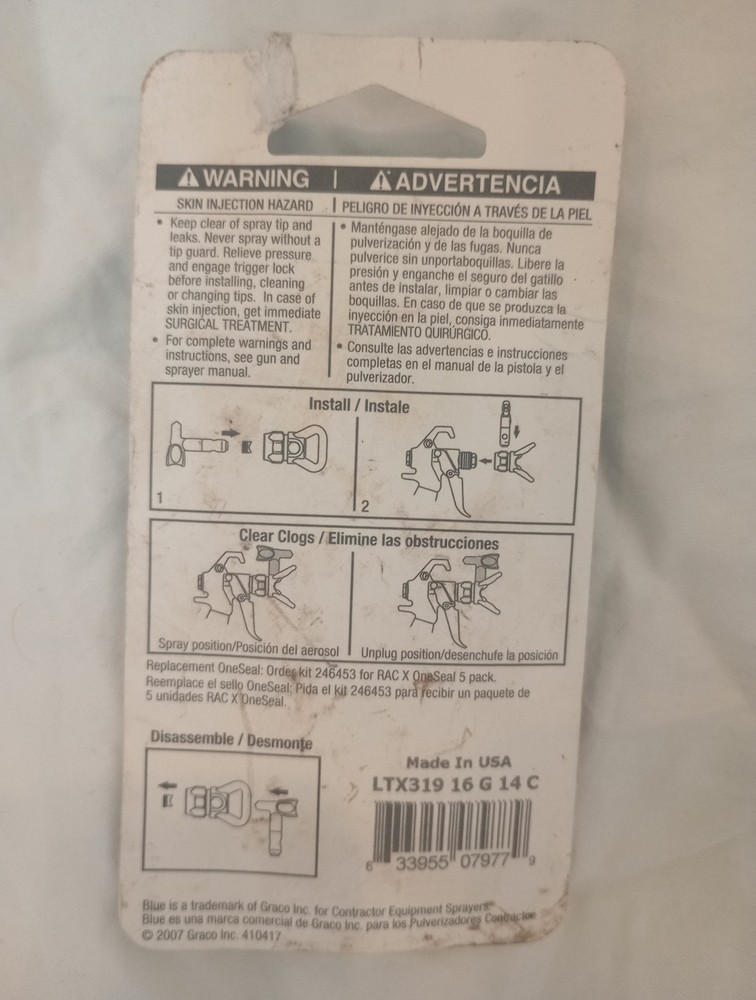 WARNING | ADVERTENCIA
SKIN INJECTION HAZARD
• Keep clear of spray tip and
leaks. Never spray without a
tip guard. Relieve pressure
and engage trigger lock
before installing, cleaning
or changing tips. In case of
skin injection, get immediate
SURGICAL TREATMENT.
• For complete warnings and
instructions, see gun and
sprayer manual.
PELIGRO DE INYECCIÓN A TRAVÉS DE LA PIEL
• Manténgase alejado de la boquilla de
pulverización y de las fugas. Nunca
pulverice sin unportaboquillas. Libere la
presión y enganche el seguro del gatillo
antes de instalar, limpiar o cambiar las
boquillas. En caso de que se produzca la
inyección en la piel, consiga inmediatamente
TRATAMIENTO QUIRÚRGICO.
• Consulte las advertencias e instrucciones
completas en el manual de la pistola y el
pulverizador.
Install / Instale
1
2
Clear Clogs / Elimine las obstrucciones
Spray position/Posición del aerosol
Unplug position/desenchufe la posición
Replacement OneSeal: Order kit 246453 for RAC X OneSeal 5 pack.
Reemplace el sello OneSeal: Pida el kit 246453 para recibir un paquete de
5 unidades RAC X OneSeal.
Disassemble / Desmonte
Made In USA
LTX319 16 G 14 C
6 33955 07977 9
Blue is a trademark of Graco Inc. for Contractor Equipment Sprayers
Blue es una marca comercial de Graco Inc. para los Pulverizadores Contractor
© 2007 Graco Inc. 410417